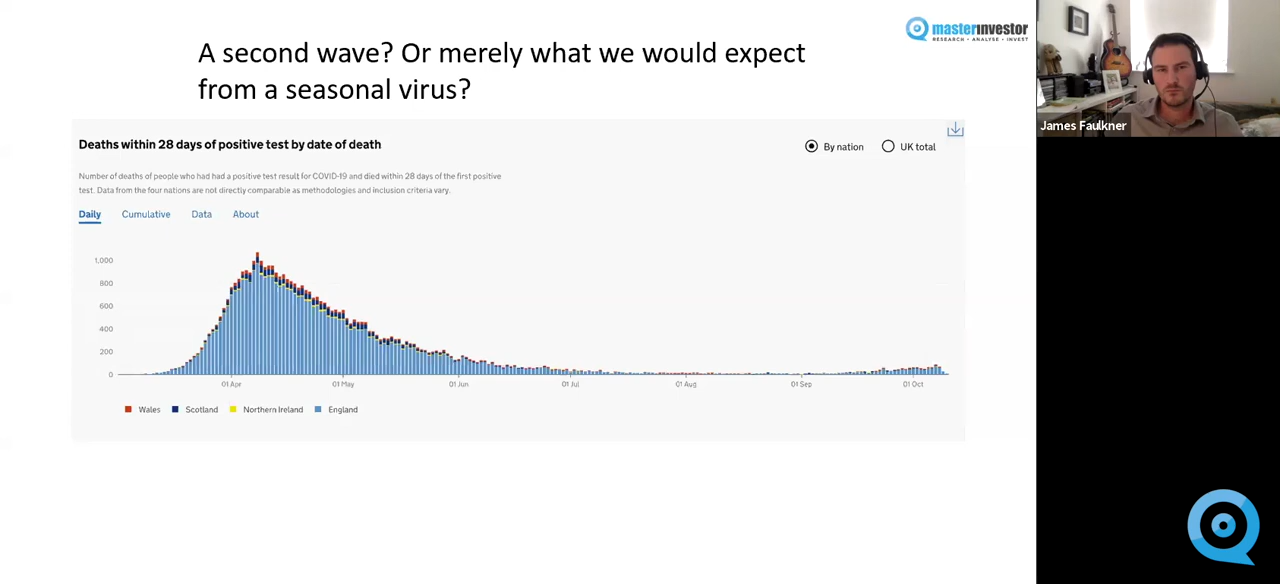 A second wave? Or merely what we would expect
from a seasonal virus?
masterınvestor
RESEARCH • ANALYSE • INVEST
James Faulkner
Deaths within 28 days of positive test by date of death
By nation
UK total
Number of deaths of people who had had a positive test result for COVID-19 and died within 28 days of the first positive
test. Data from the four nations are not directly comparable as methodologies and inclusion criteria vary.
Daily Cumulative Data About
1,000
800
600
400
200
0
01 Apr 01 May 01 Jun 01 Jul 01 Aug 01 Sep 01 Oct
Wales Scotland Northern Ireland England